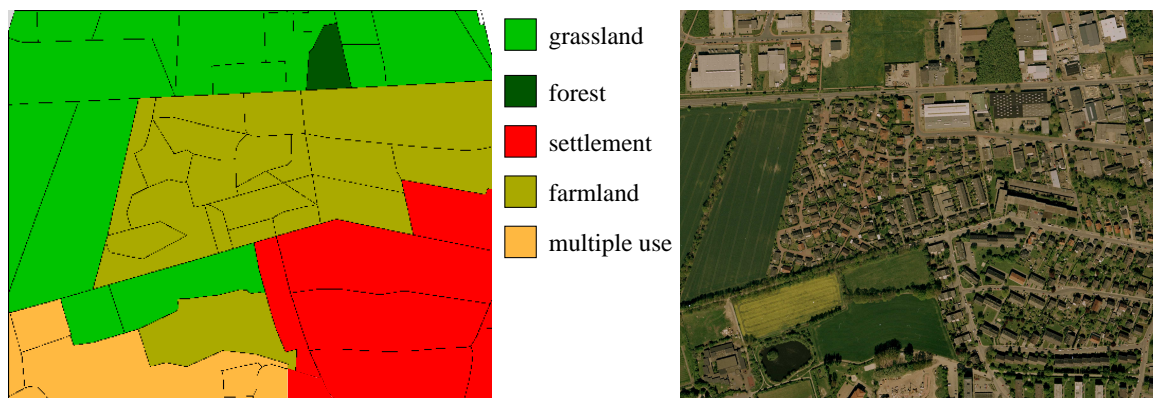 grassland
forest
settlement
farmland
multiple use